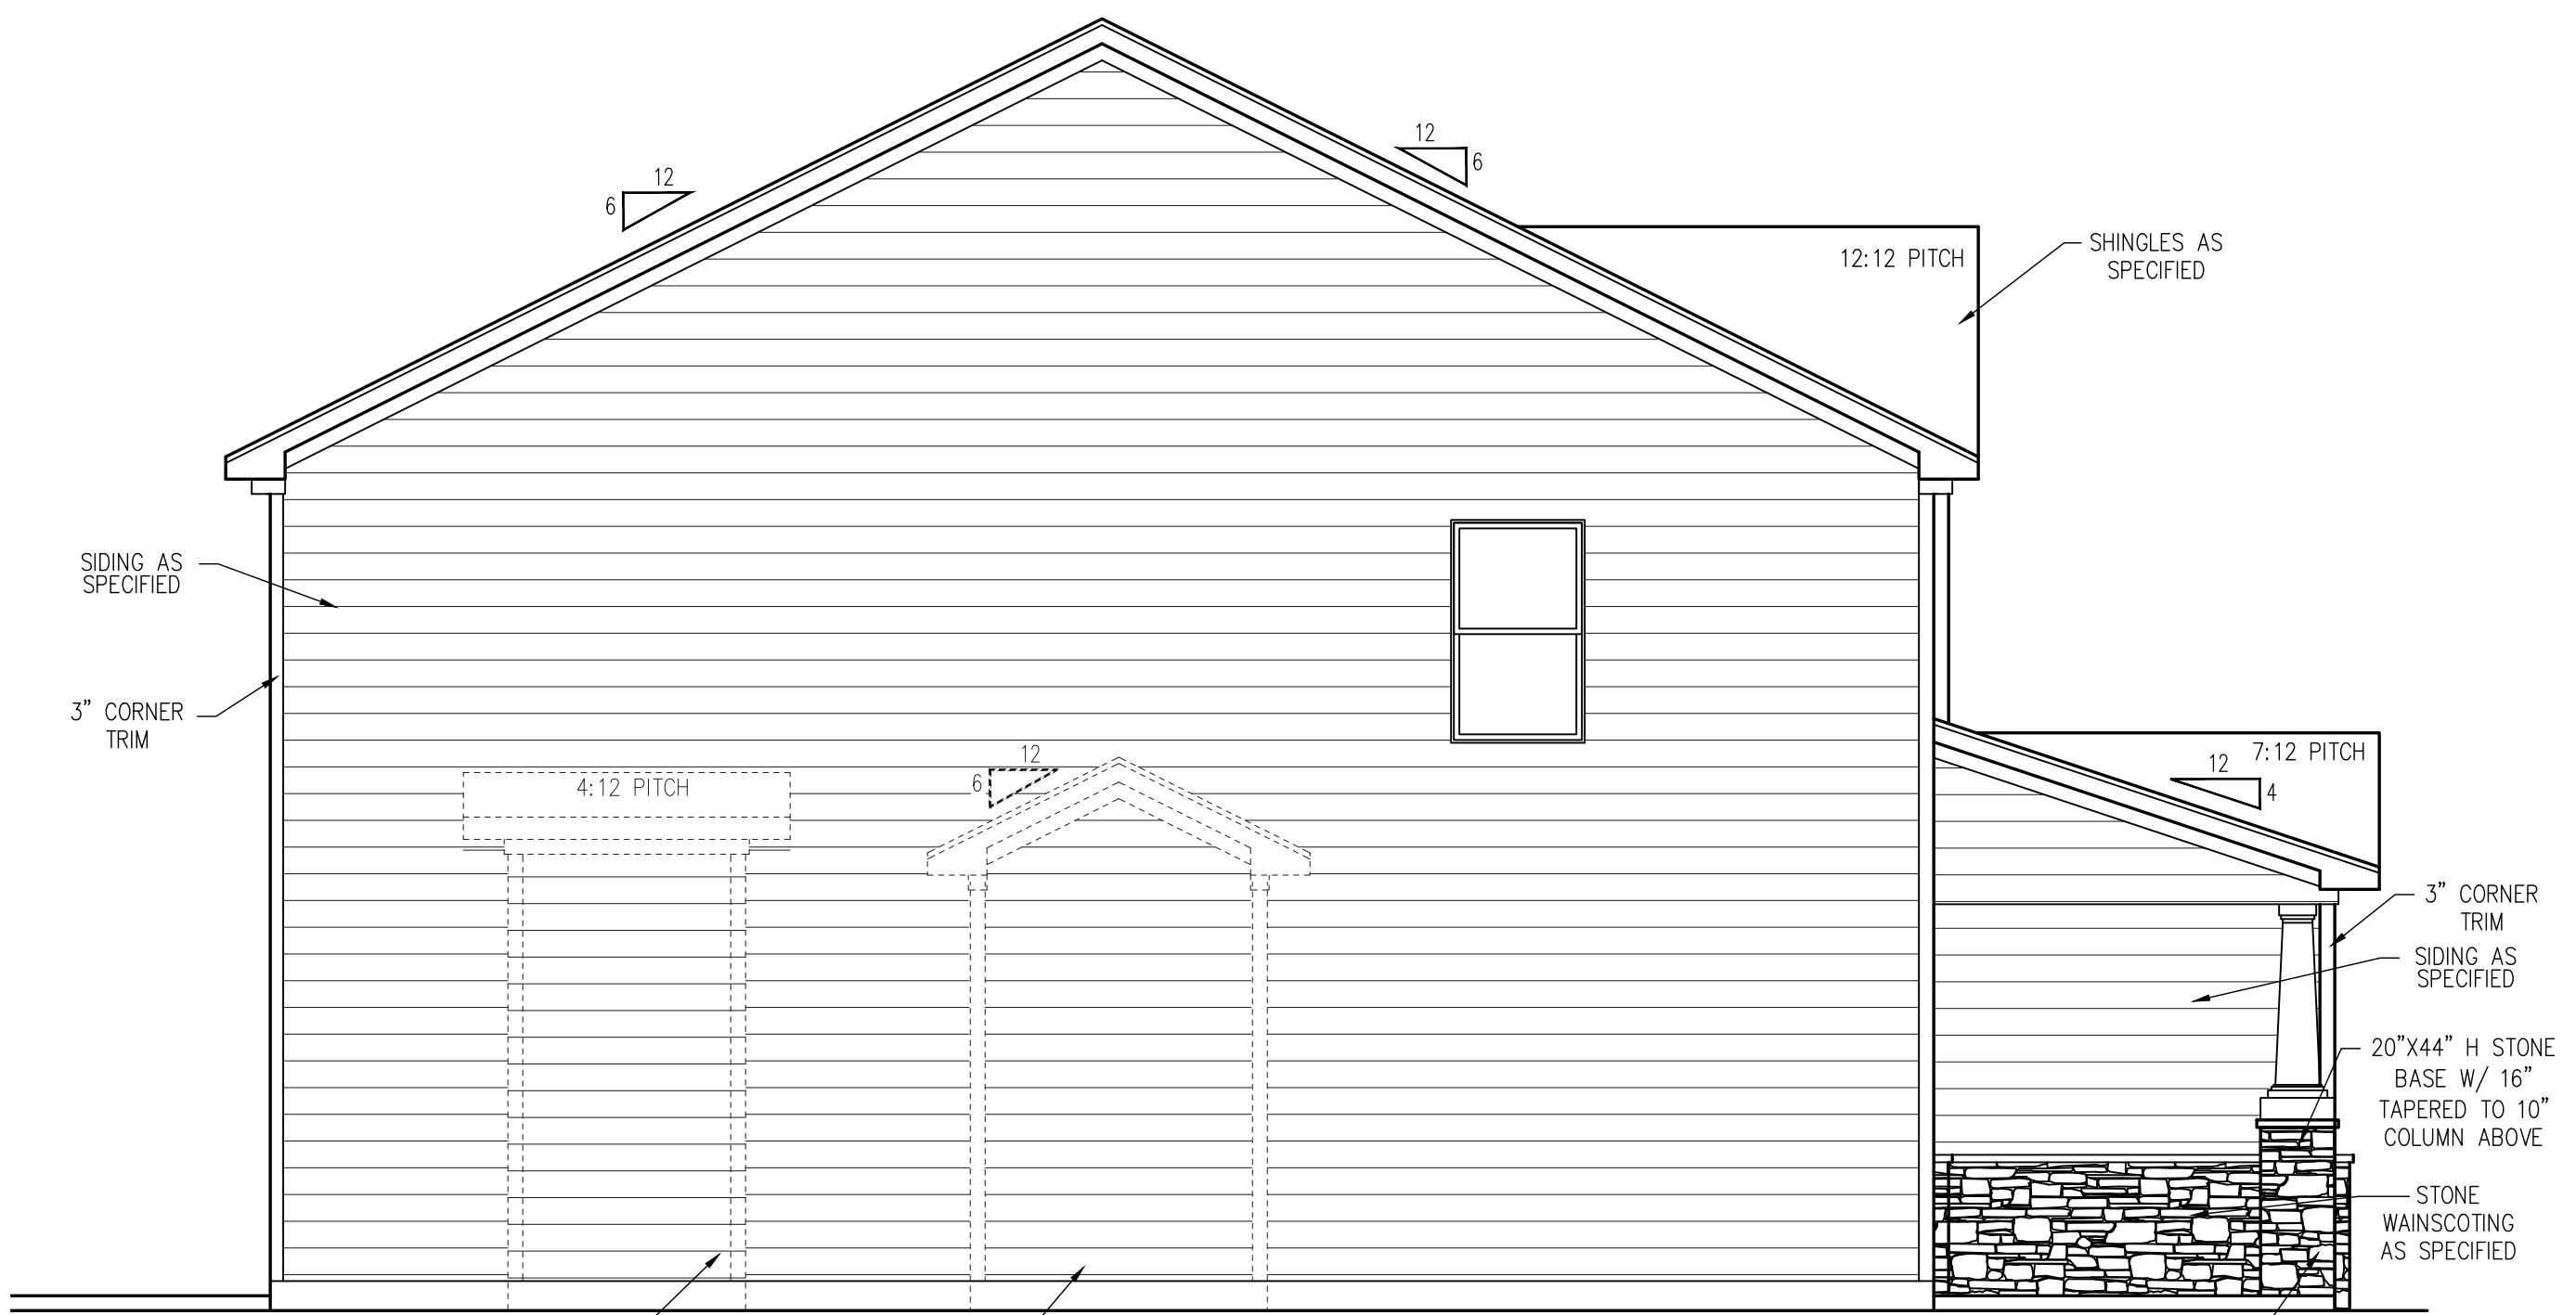 12
6
12
6
12:12 PITCH
SHINGLES AS
SPECIFIED
SIDING AS
SPECIFIED
3" CORNER
TRIM
4:12 PITCH
12
6
7:12 PITCH
12
4
3" CORNER
TRIM
SIDING AS
SPECIFIED
20"X44" H STONE
BASE W/ 16"
TAPERED TO 10"
COLUMN ABOVE
STONE
WAINSCOTING
AS SPECIFIED